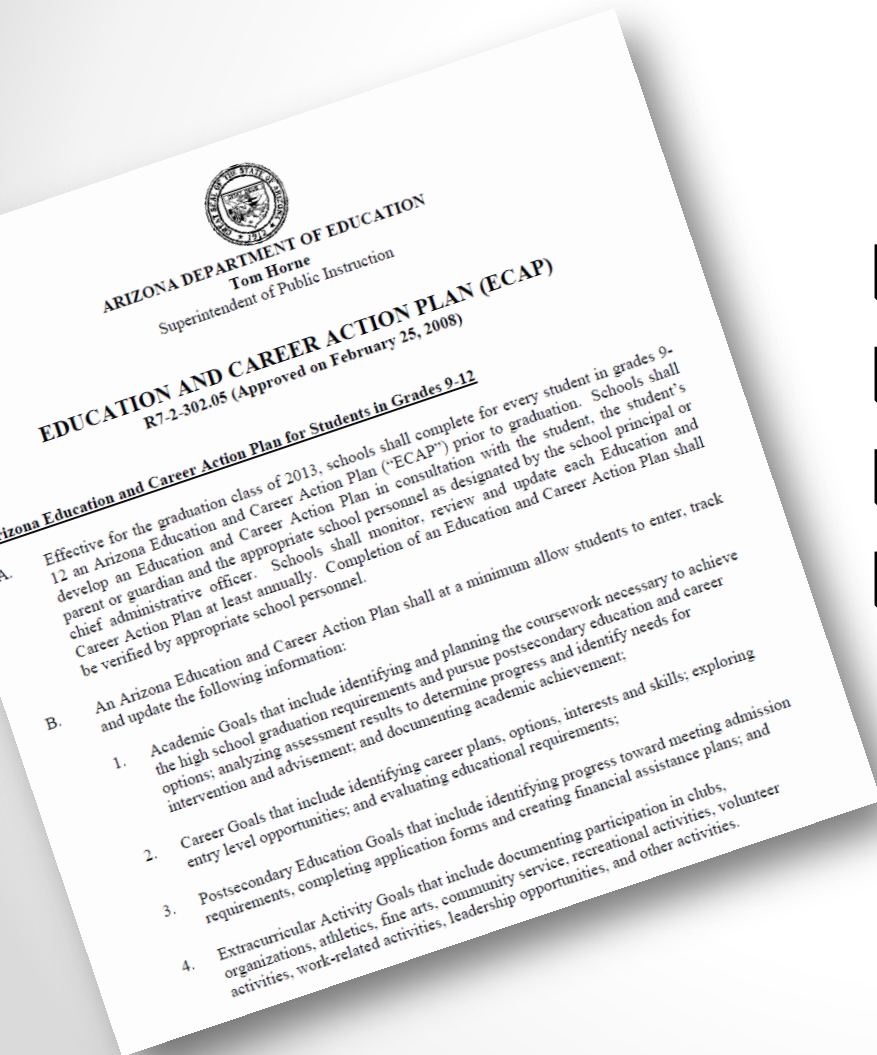 GREAT SEAL OF THE STATE OF ARIZONA
1912
ARIZONA DEPARTMENT OF EDUCATION
Tom Horne
Superintendent of Public Instruction
EDUCATION AND CAREER ACTION PLAN (ECAP)
R7-2-302.05 (Approved on February 25, 2008)
Education and Career Action Plan for Students in Grades 9-12
A. Effective for the graduation class of 2013, schools shall complete for every student in grades 9-
12 an Arizona Education and Career Action Plan (“ECAP”) prior to graduation. Schools shall
develop an Education and Career Action Plan in consultation with the student, the student’s
parent or guardian and the appropriate school personnel as designated by the school principal or
chief administrative officer. Schools shall monitor, review and update each Education and
Career Action Plan at least annually. Completion of an Education and Career Action Plan shall
be verified by appropriate school personnel.
B. An Arizona Education and Career Action Plan shall at a minimum allow students to enter, track
and update the following information:
1. Academic Goals that include identifying and planning the coursework necessary to achieve
the high school graduation requirements and pursue postsecondary education and career
options; analyzing assessment results to determine progress and identify needs for
intervention and advisement; and documenting academic achievement;
2. Career Goals that include identifying career plans, options, interests and skills; exploring
entry level opportunities; and evaluating educational requirements;
3. Postsecondary Education Goals that include identifying progress toward meeting admission
requirements, completing application forms and creating financial assistance plans; and
4. Extracurricular Activity Goals that include documenting participation in clubs,
organizations, athletics, fine arts, community service, recreational activities, volunteer
activities, work-related activities, leadership opportunities, and other activities.